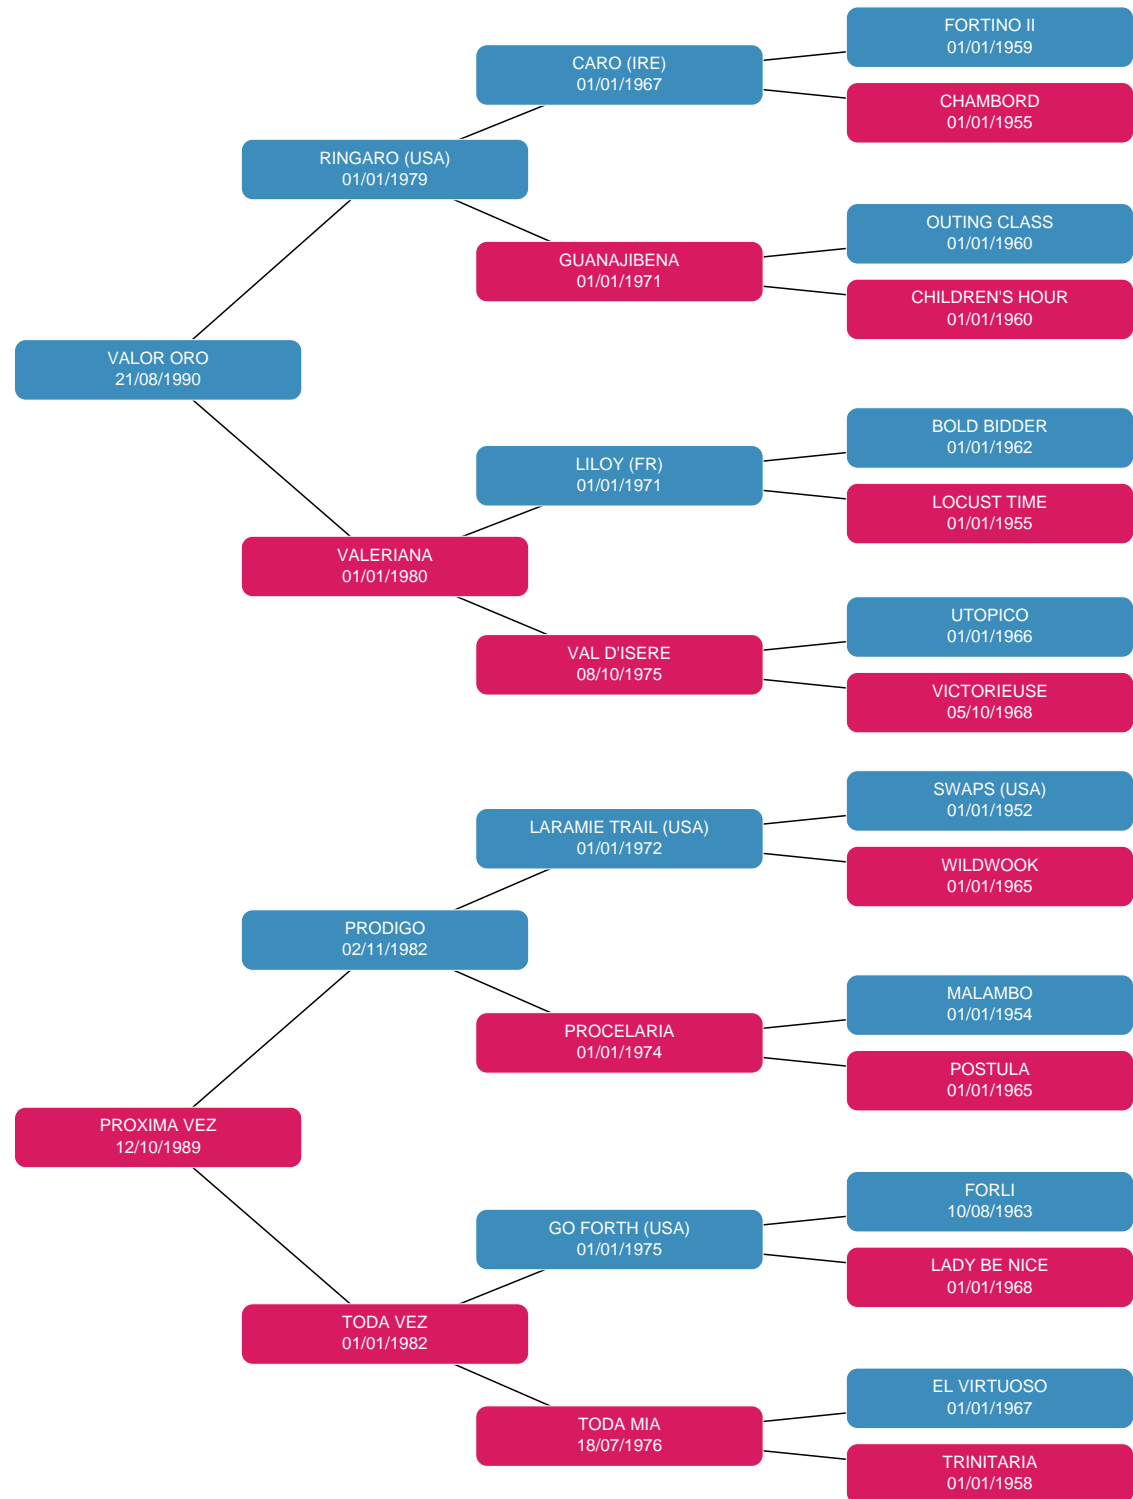 FORTINO II
01/01/1959
CARO (IRE)
01/01/1967
CHAMBORD
01/01/1955
RINGARO (USA)
01/01/1979
OUTING CLASS
01/01/1960
GUANAJIBENA
01/01/1971
CHILDREN'S HOUR
01/01/1960
VALOR ORO
21/08/1990
BOLD BIDDER
01/01/1962
LILOY (FR)
01/01/1971
LOCUST TIME
01/01/1955
VALERIANA
01/01/1980
UTOPICO
01/01/1966
VAL D'ISERE
08/10/1975
VICTORIEUSE
05/10/1968
SWAPS (USA)
01/01/1952
LARAMIE TRAIL (USA)
01/01/1972
WILDWOOK
01/01/1965
PRODIGO
02/11/1982
MALAMBO
01/01/1954
PROCELARIA
01/01/1974
POSTULA
01/01/1965
PROXIMA VEZ
12/10/1989
FORLI
10/08/1963
GO FORTH (USA)
01/01/1975
LADY BE NICE
01/01/1968
TODA VEZ
01/01/1982
EL VIRTUOSO
01/01/1967
TODA MIA
18/07/1976
TRINITARIA
01/01/1958